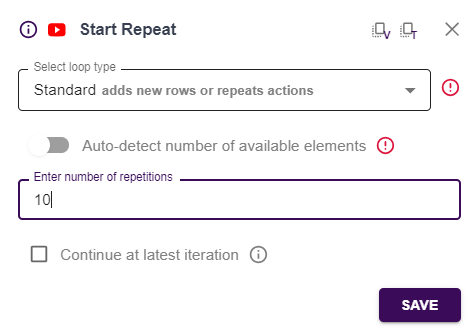 Start Repeat
V T
Select loop type
Standard adds new rows or repeats actions
Auto-detect number of available elements
Enter number of repetitions
10
Continue at latest iteration
SAVE